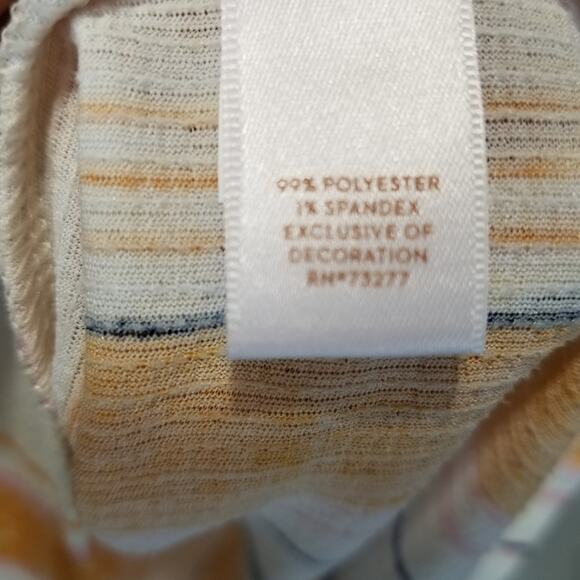 99% POLYESTER
1% SPANDEX
EXCLUSIVE OF
DECORATION
RN#73277